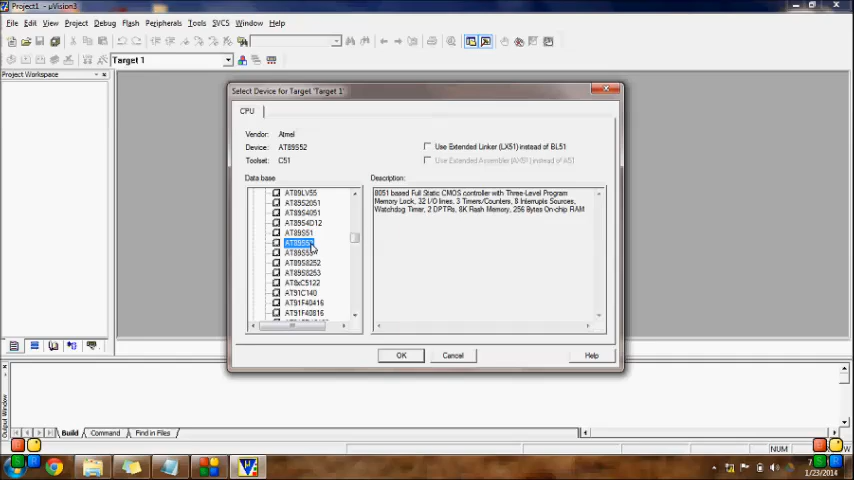 Project1 - µVision3
File Edit View Project Debug Flash Peripherals Tools SVCS Window Help
Target 1
Project Workspace
Select Device for Target 'Target 1'
CPU
Vendor: Atmel
Device: AT89S52
Toolset: C51
Use Extended Linker (LX51) instead of BL51
Use Extended Assembler (AX51) instead of A51
Data base
AT89LV55
AT89S2051
AT89S4051
AT89S4D12
AT89S51
AT89S52
AT89S53
AT89S8252
AT89S8253
AT8xC5122
AT91C140
AT91F40416
AT91F40816
Description:
8051 based Full Static CMOS controller with Three-Level Program
Memory Lock, 32 I/O lines, 3 Timers/Counters, 8 Interrupts Sources,
Watchdog Timer, 2 DPTRs, 8K Flash Memory, 256 Bytes On-chip RAM
OK Cancel Help
Output Window
Build Command Find in Files
NUM
1/23/2014